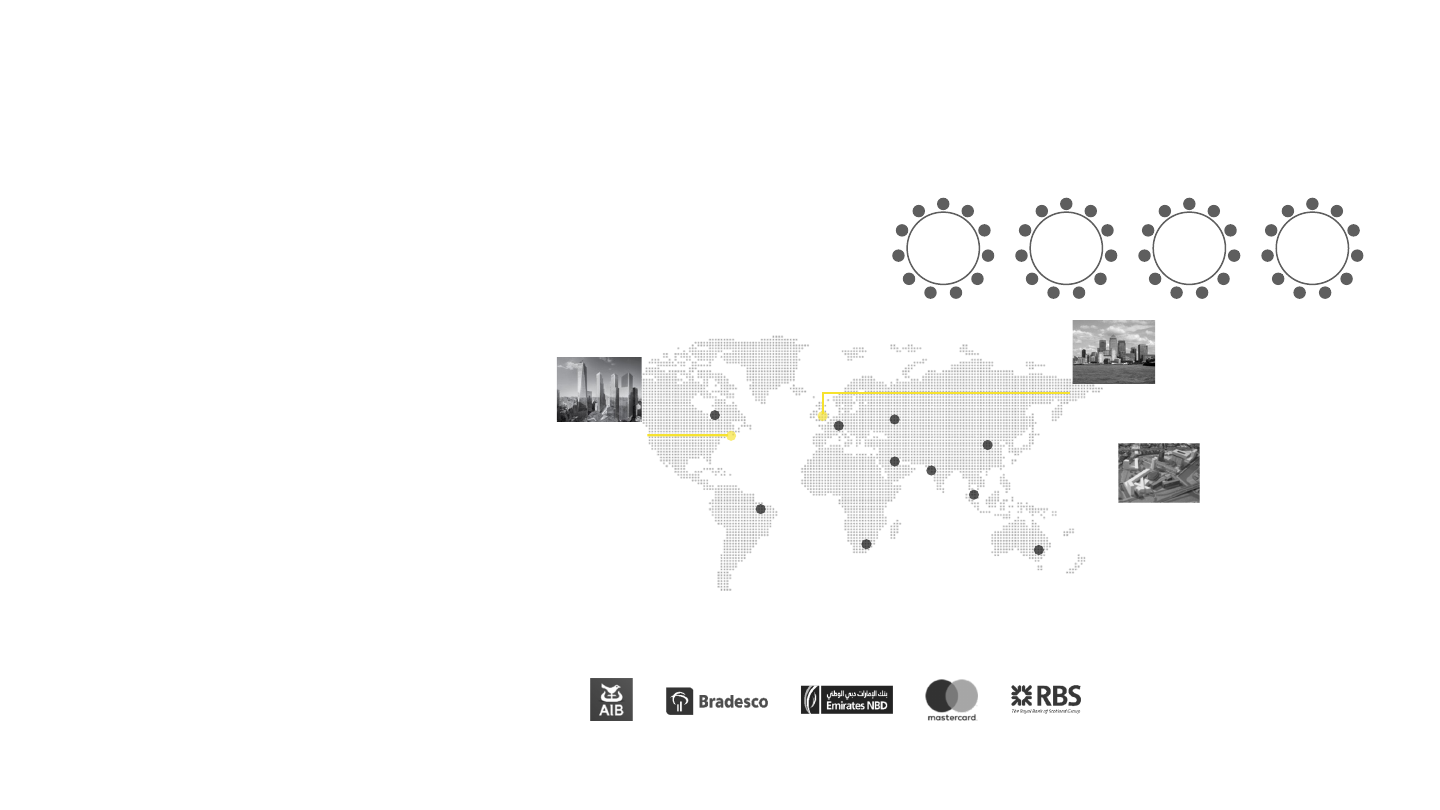 AIB
Bradesco
بنك الإمارات دبي الوطني
Emirates NBD
mastercard.
RBS
The Royal Bank of Scotland Group